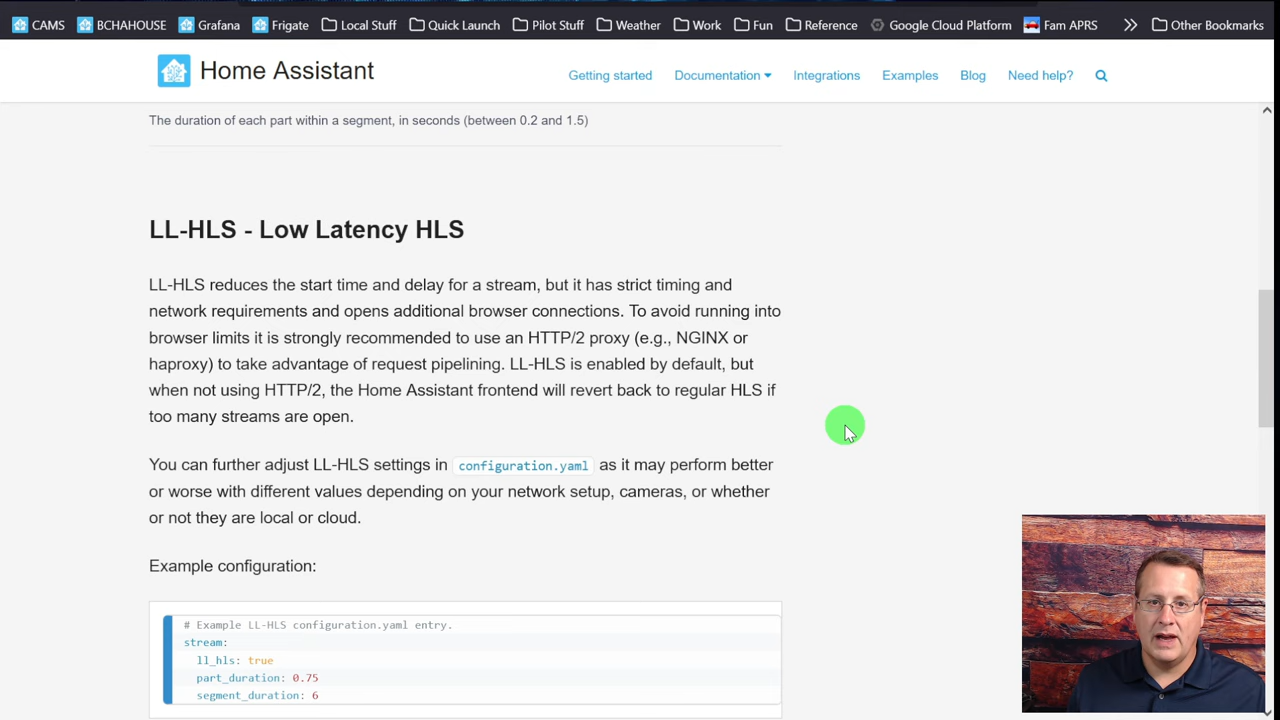 CAMS BCHAHOUSE Grafana Frigate Local Stuff Quick Launch Pilot Stuff Weather Work Fun Reference Google Cloud Platform Fam APRS Other Bookmarks
Home Assistant Getting started Documentation Integrations Examples Blog Need help?
The duration of each part within a segment, in seconds (between 0.2 and 1.5)
LL-HLS - Low Latency HLS
LL-HLS reduces the start time and delay for a stream, but it has strict timing and
network requirements and opens additional browser connections. To avoid running into
browser limits it is strongly recommended to use an HTTP/2 proxy (e.g., NGINX or
haproxy) to take advantage of request pipelining. LL-HLS is enabled by default, but
when not using HTTP/2, the Home Assistant frontend will revert back to regular HLS if
too many streams are open.
You can further adjust LL-HLS settings in configuration.yaml as it may perform better
or worse with different values depending on your network setup, cameras, or whether
or not they are local or cloud.
Example configuration:
# Example LL-HLS configuration.yaml entry.
stream:
ll_hls: true
part_duration: 0.75
segment_duration: 6